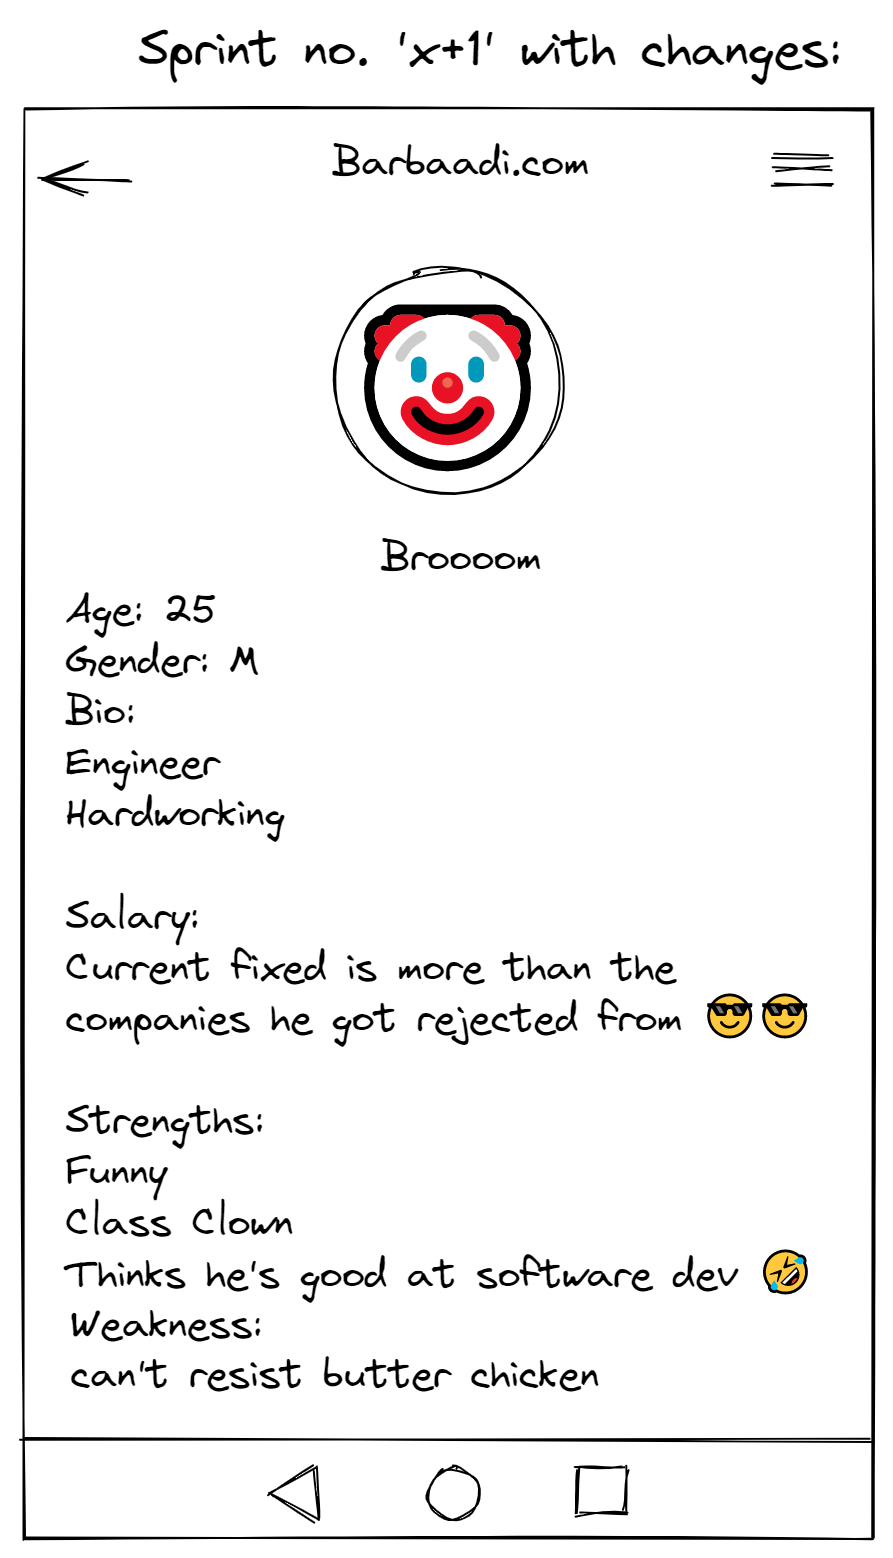 Sprint no. 'x+1' with changes:
Barbaadi.com
Broooom
Age: 25
Gender: M
Bio:
Engineer
Hardworking
Salary:
Current fixed is more than the
companies he got rejected from 😎😎
Strengths:
Funny
Class Clown
Thinks he's good at software dev 🤣
Weakness:
can't resist butter chicken